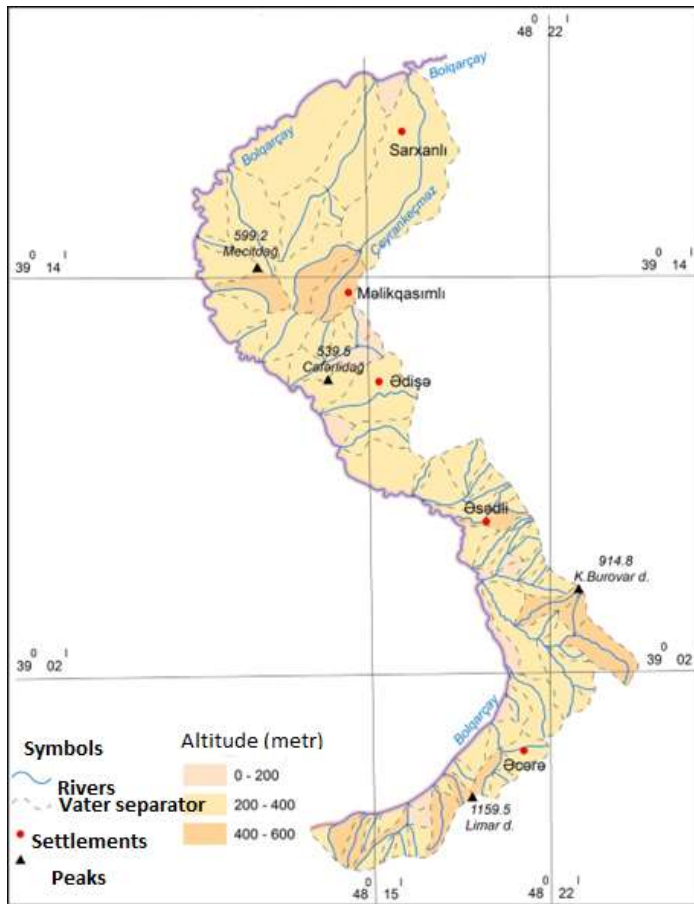 0 I
48 22
Bolqarçay
Bolqarçay
Sarxanlı
Ceyrankeçməz
599.2
Mecitdağ
0 I
39 14
0 I
39 14
Məlikqasımlı
539.5
Cəfərlidağ
Ədişə
Əsədli
914.8
K.Burovar d.
0 I
39 02
0 I
39 02
Bolqarçay
Symbols
Rivers
Vater separator
Settlements
Peaks
Altitude (metr)
0 - 200
200 - 400
400 - 600
Əcərə
1159.5
Limar d.
0 I
48 15
0 I
48 22